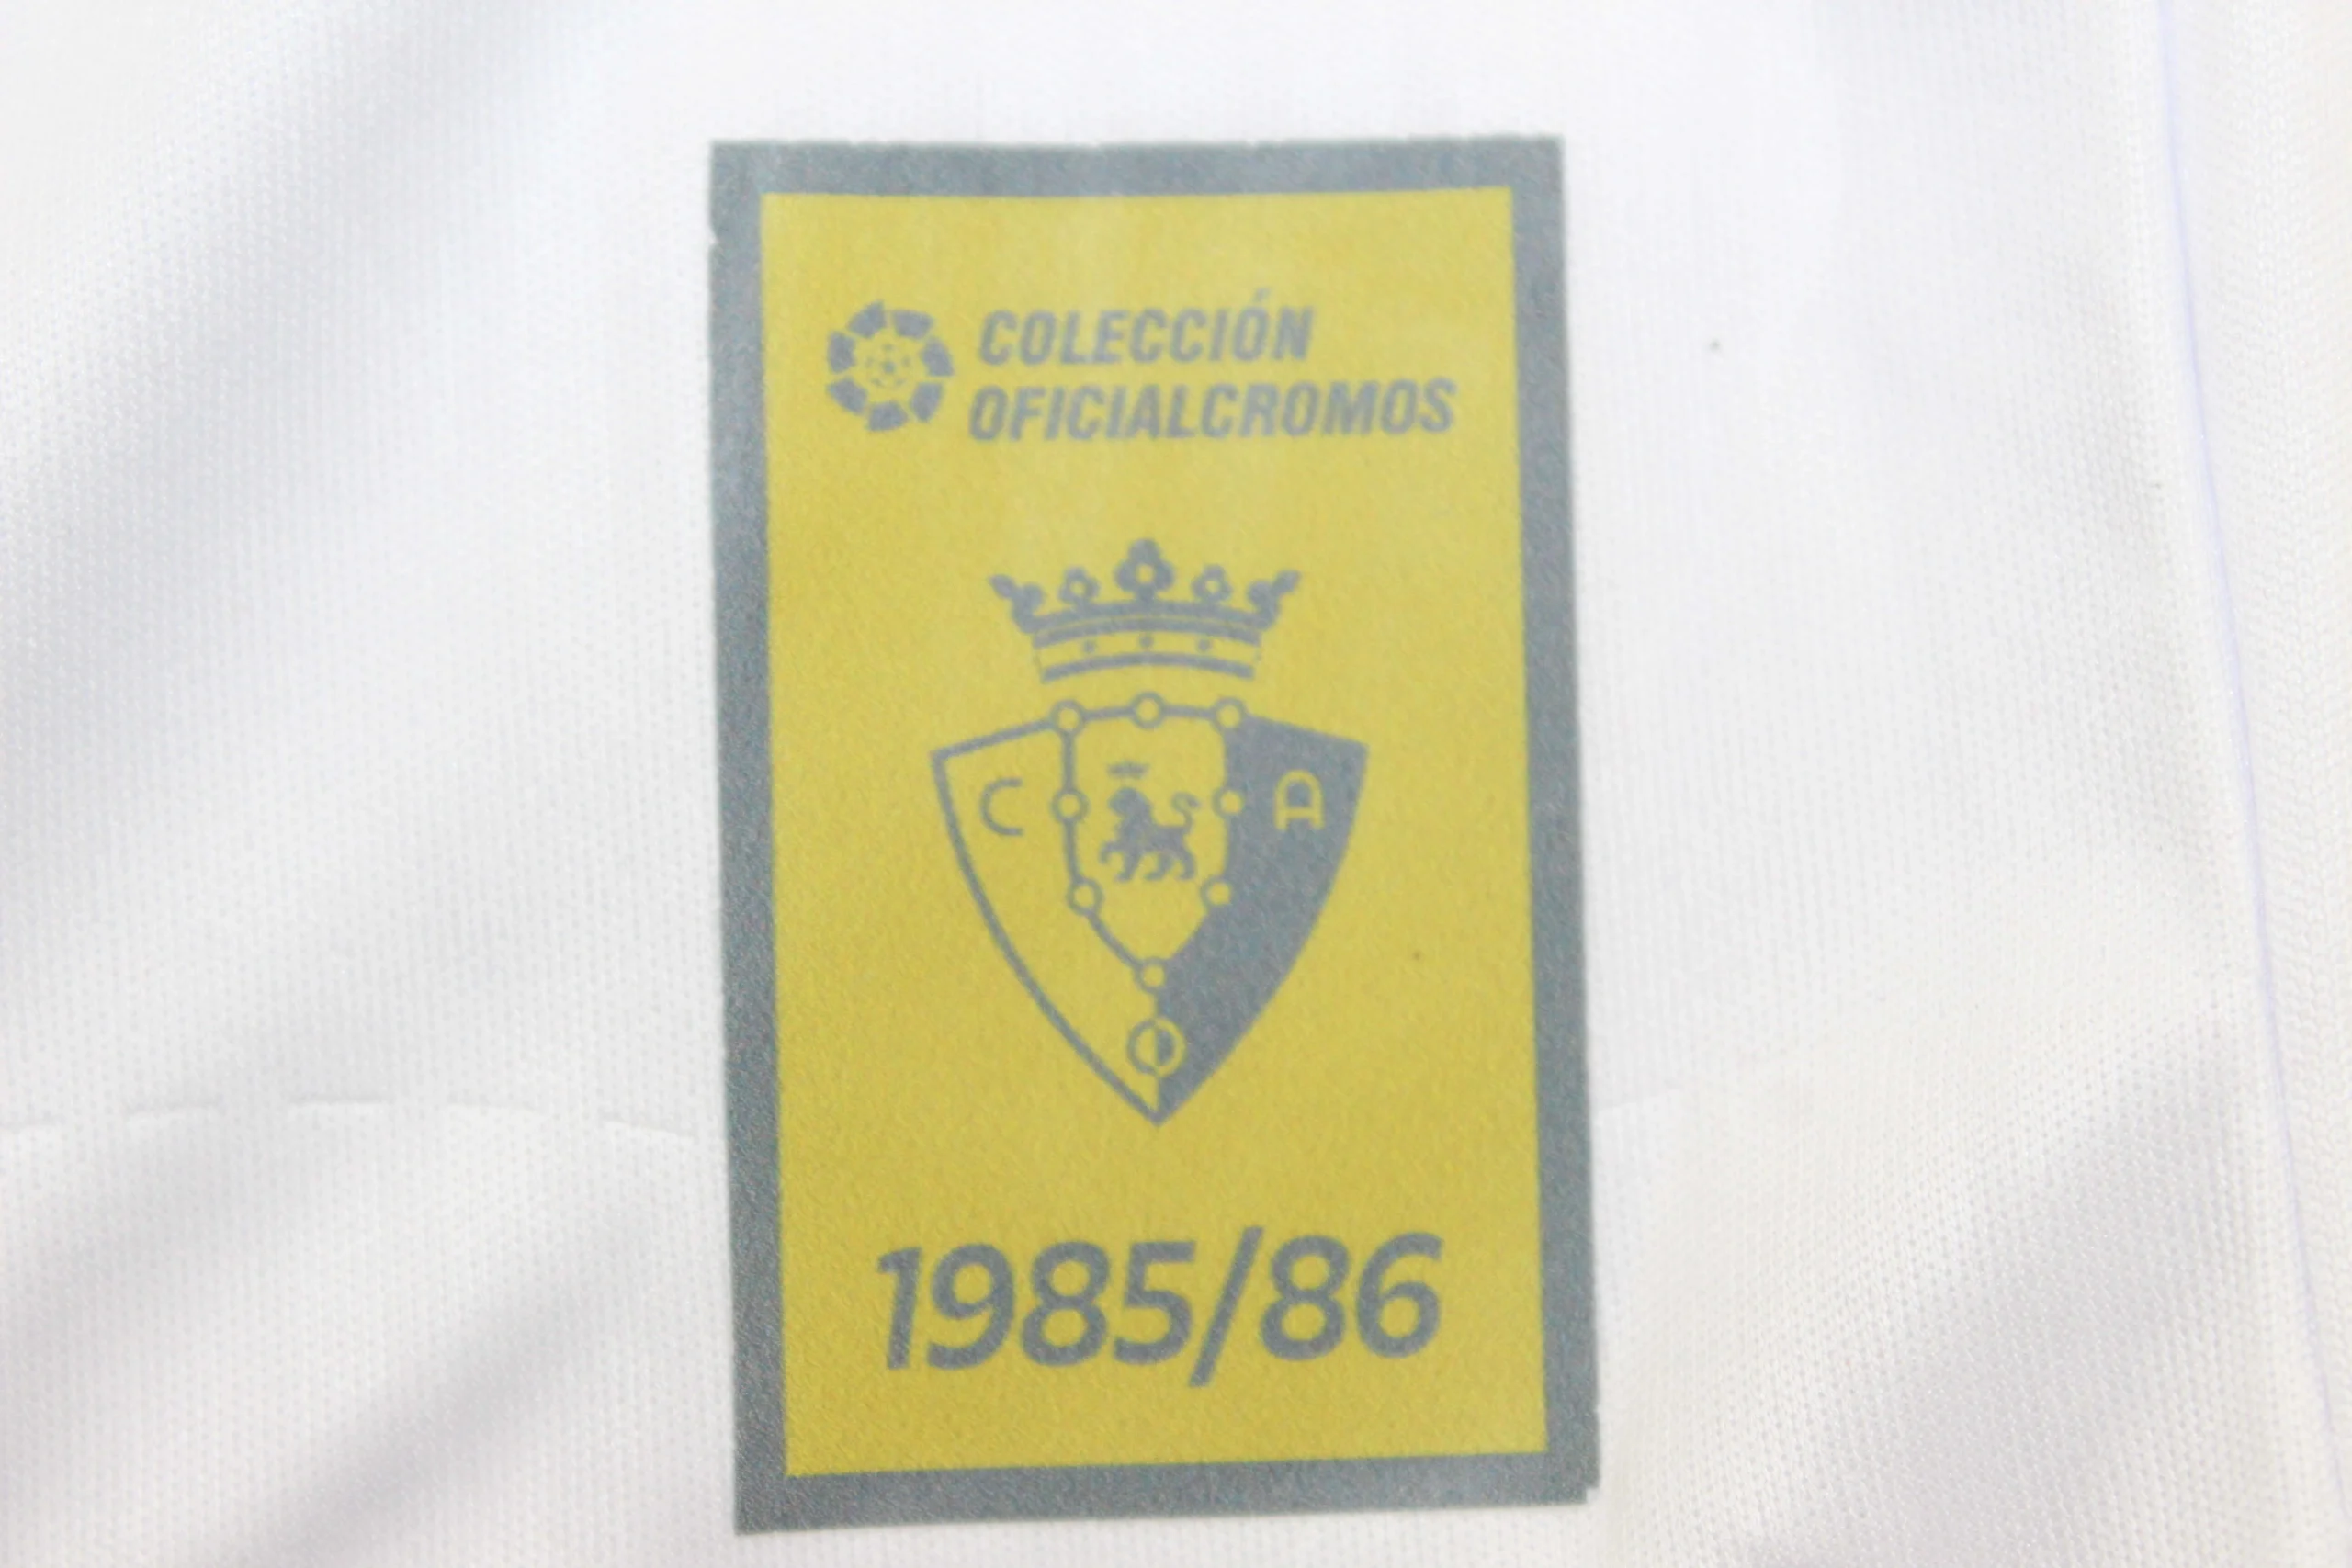 COLECCIÓN
OFICIALCROMOS
C A
O
1985/86